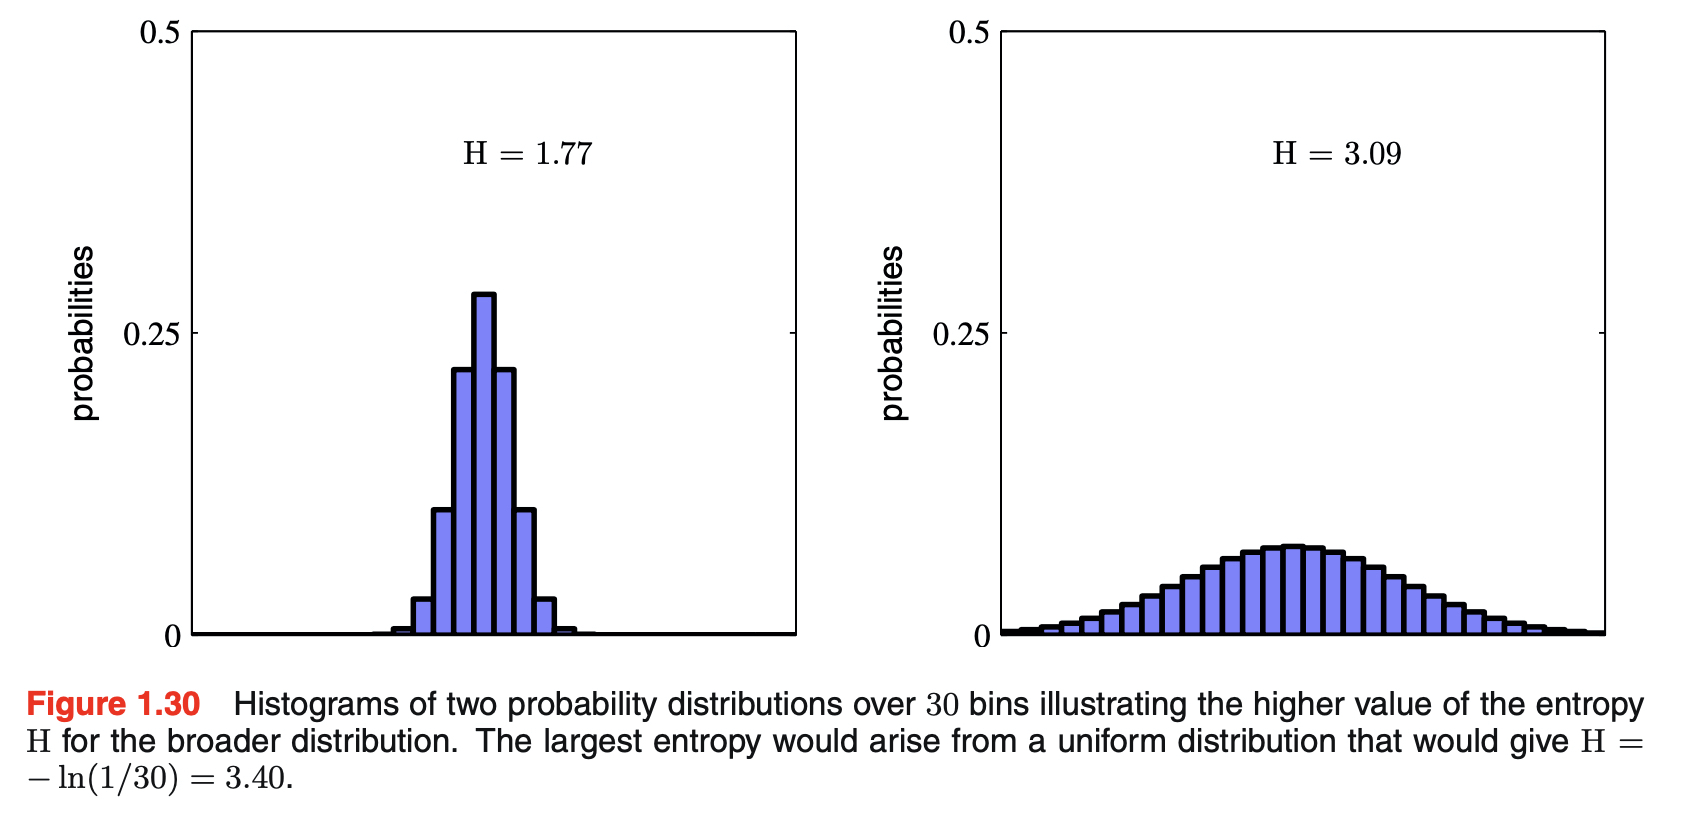 0.5
H = 1.77
probabilities
0.25
0
0.5
H = 3.09
probabilities
0.25
0
Figure 1.30 Histograms of two probability distributions over 30 bins illustrating the higher value of the entropy
H for the broader distribution. The largest entropy would arise from a uniform distribution that would give H =
− ln(1/30) = 3.40.